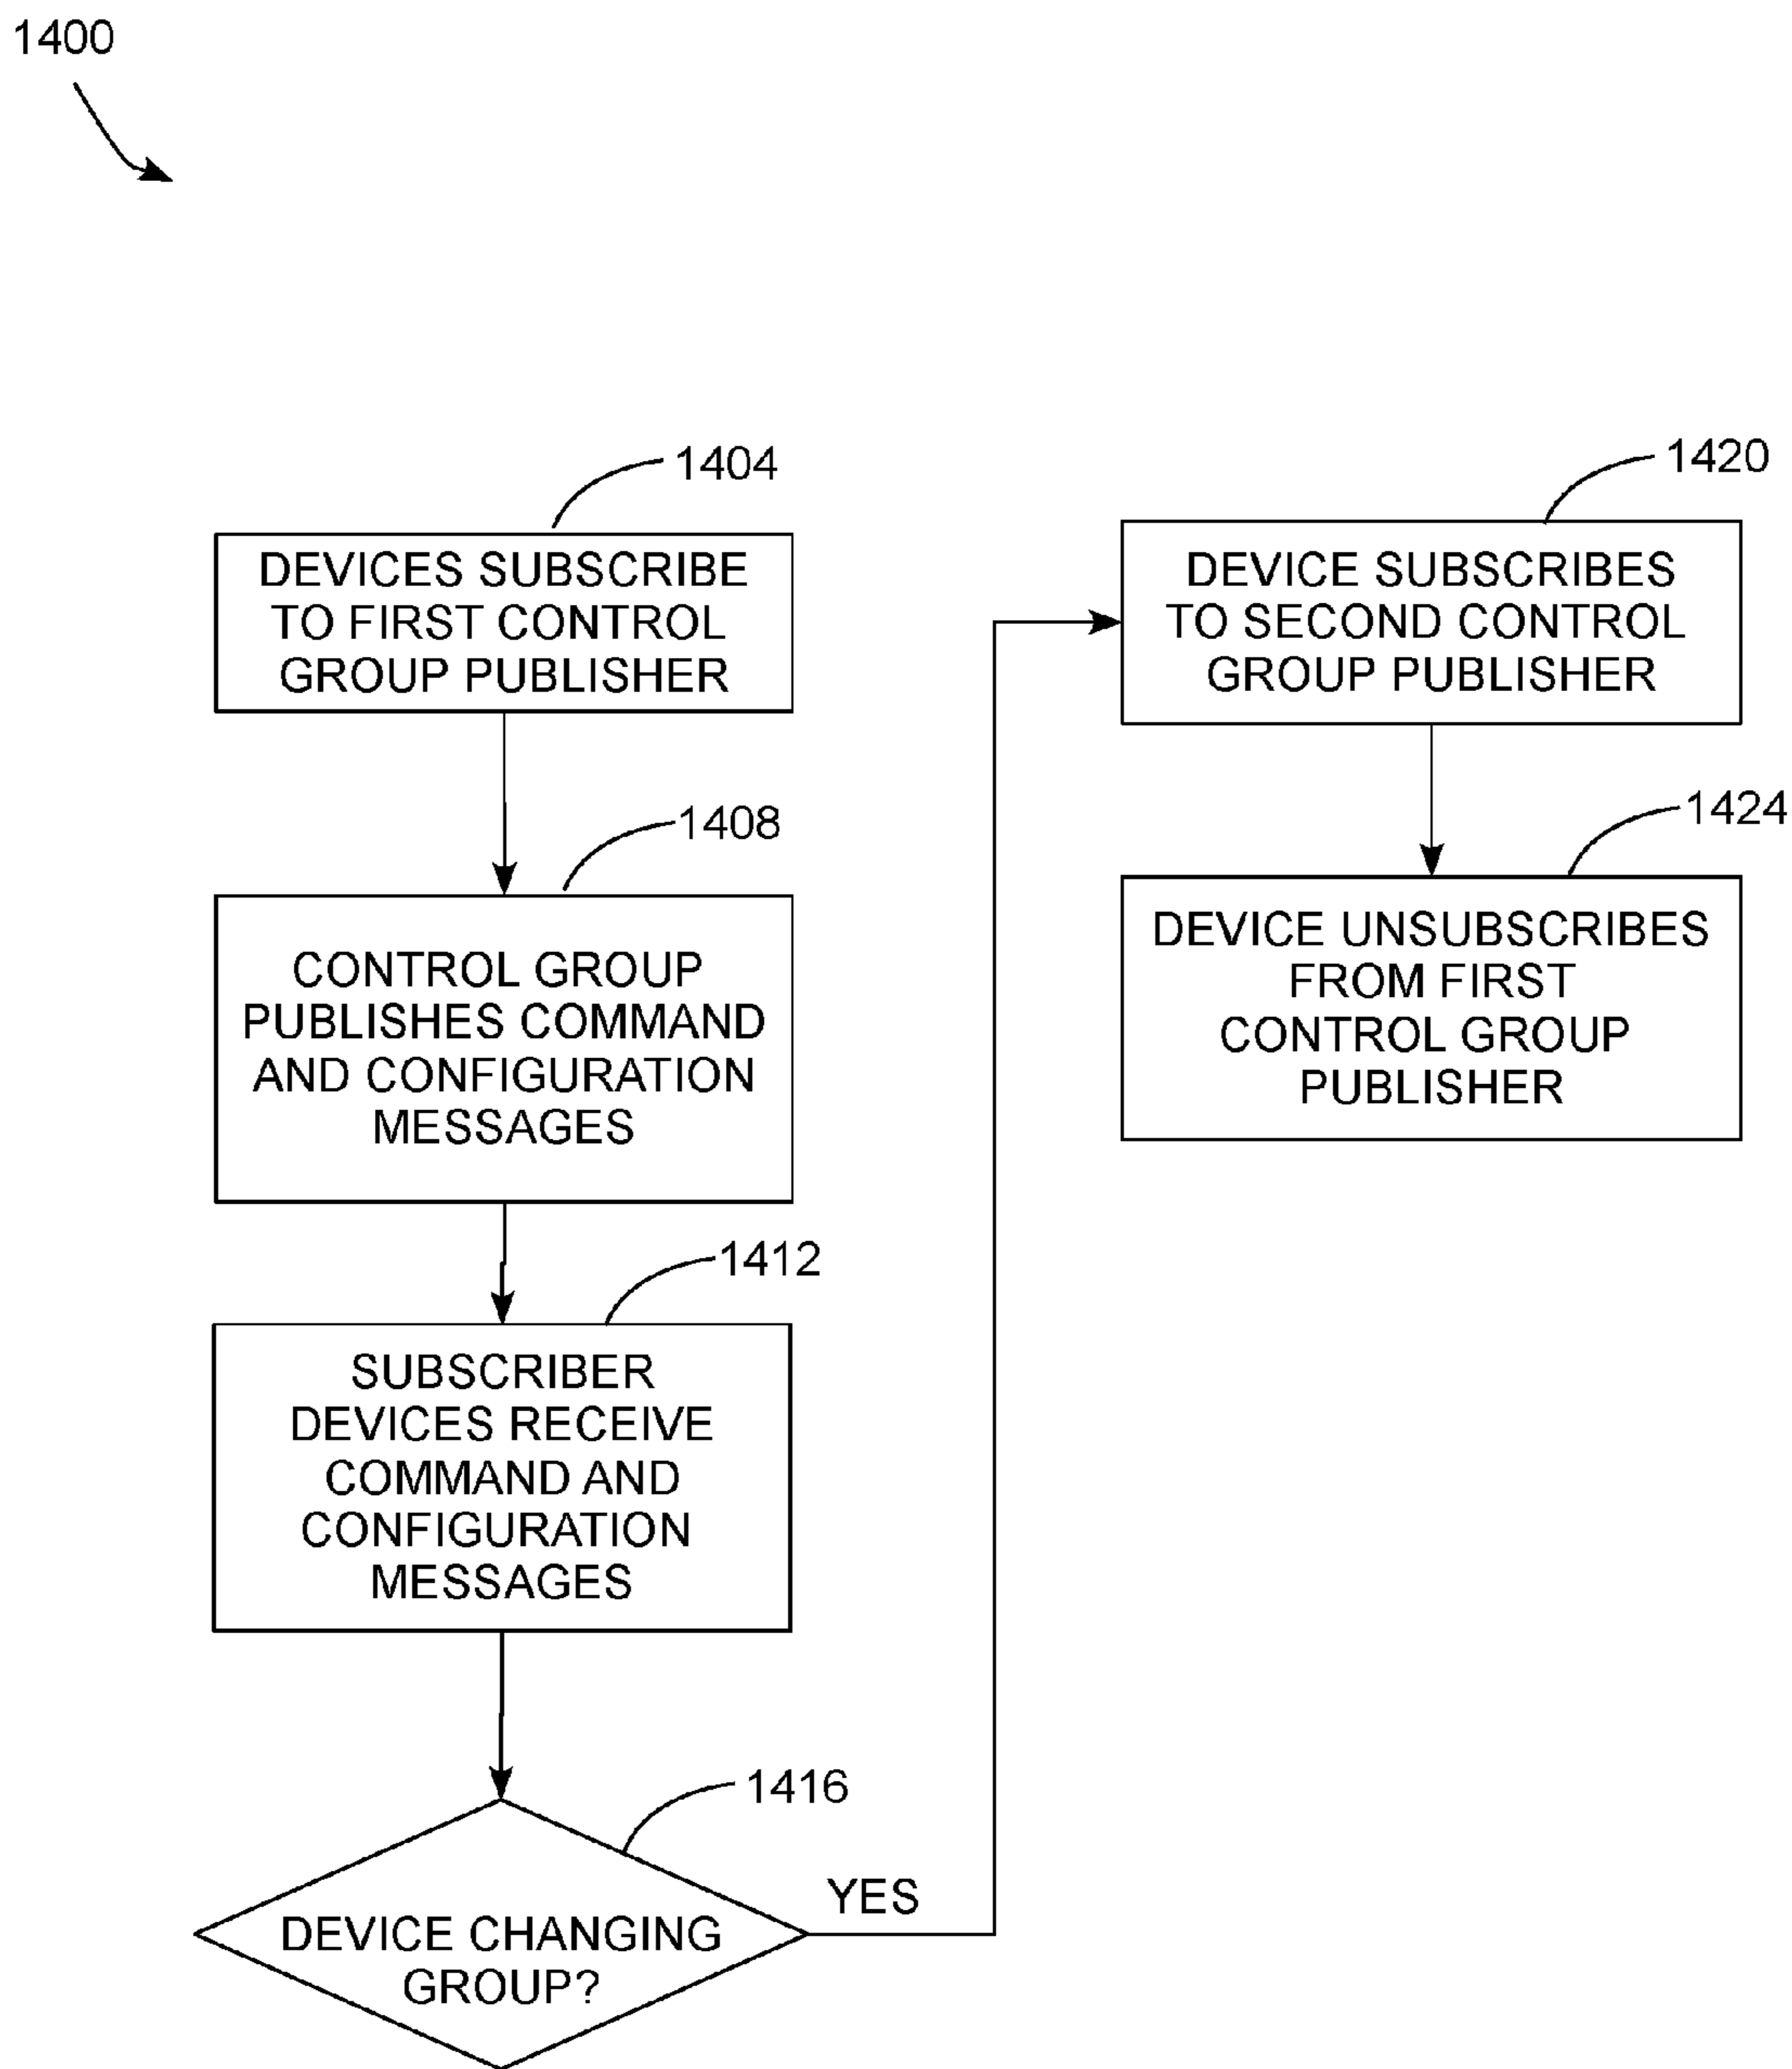 1400
1404
DEVICES SUBSCRIBE
TO FIRST CONTROL
GROUP PUBLISHER
1408
CONTROL GROUP
PUBLISHES COMMAND
AND CONFIGURATION
MESSAGES
1412
SUBSCRIBER
DEVICES RECEIVE
COMMAND AND
CONFIGURATION
MESSAGES
1416
DEVICE CHANGING
GROUP?
YES
1420
DEVICE SUBSCRIBES
TO SECOND CONTROL
GROUP PUBLISHER
1424
DEVICE UNSUBSCRIBES
FROM FIRST
CONTROL GROUP
PUBLISHER